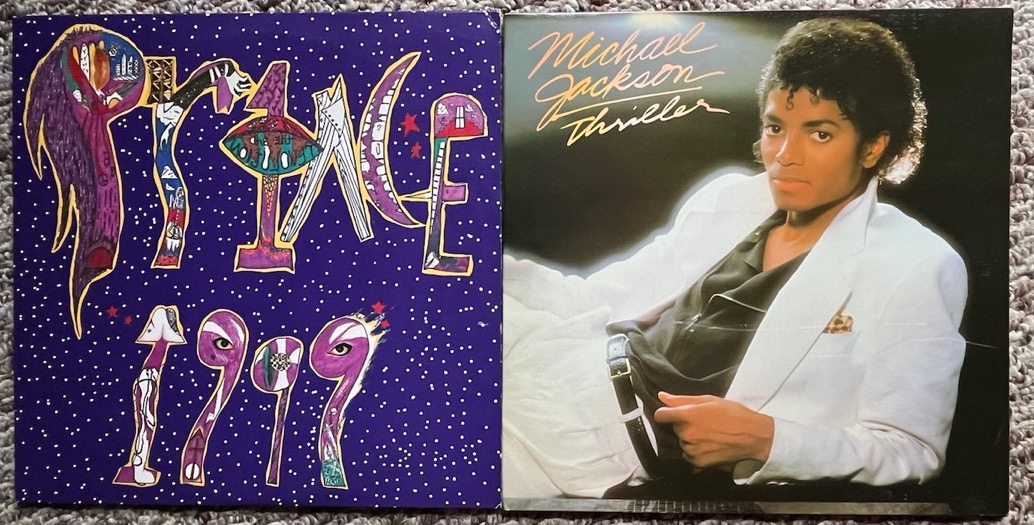 PRINCE
1999
Michael
Jackson
Thriller